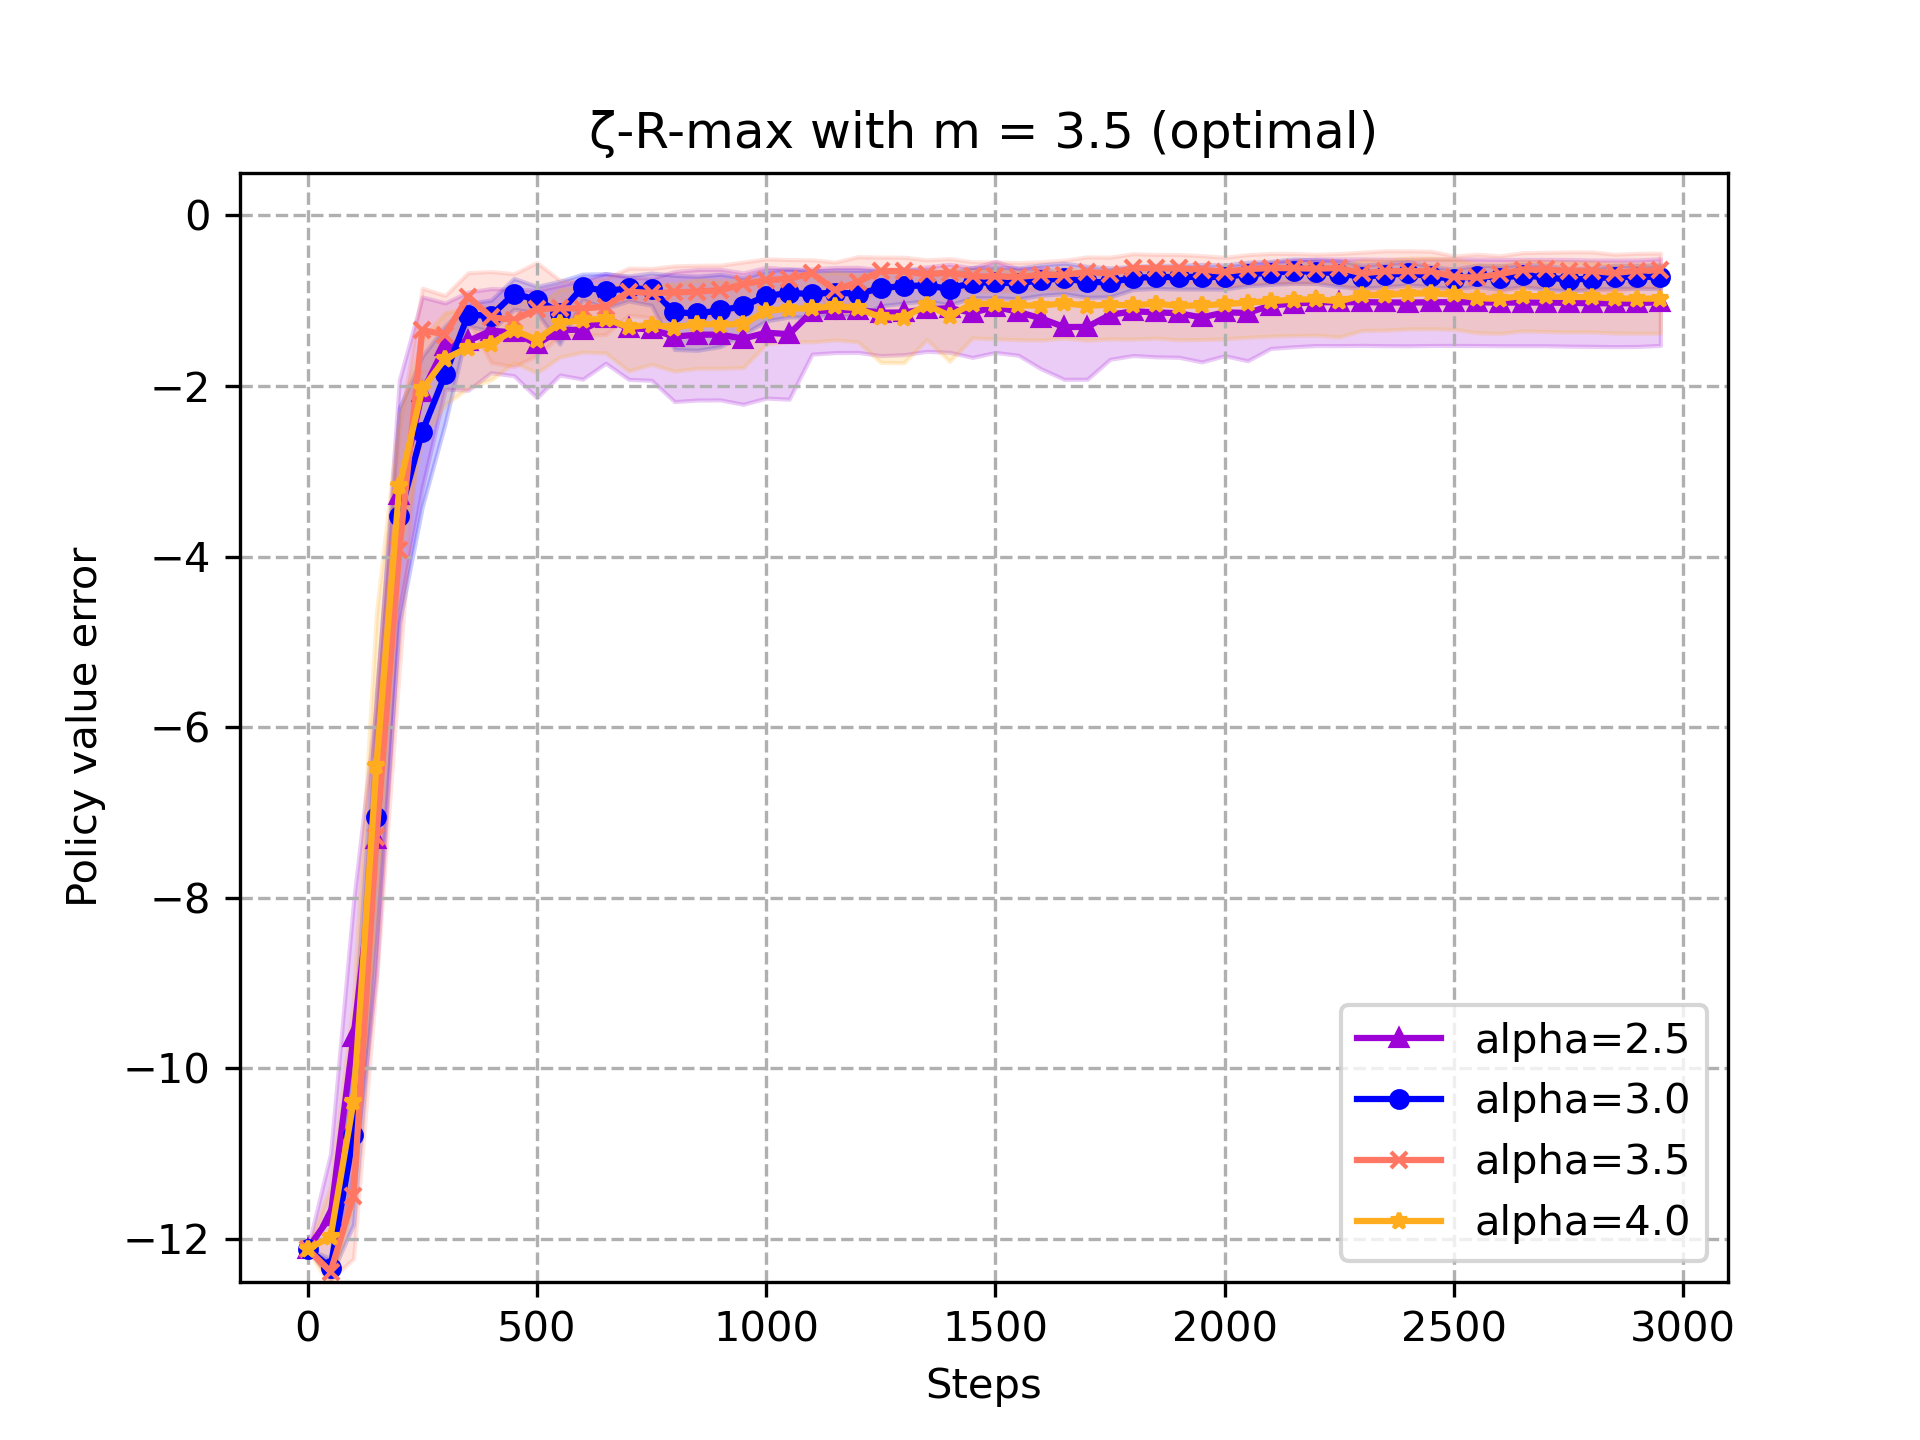 ζ-R-max with m = 3.5 (optimal)
0
−2
−4
−6
−8
−10
−12
Policy value error
0 500 1000 1500 2000 2500 3000
Steps
alpha=2.5
alpha=3.0
alpha=3.5
alpha=4.0